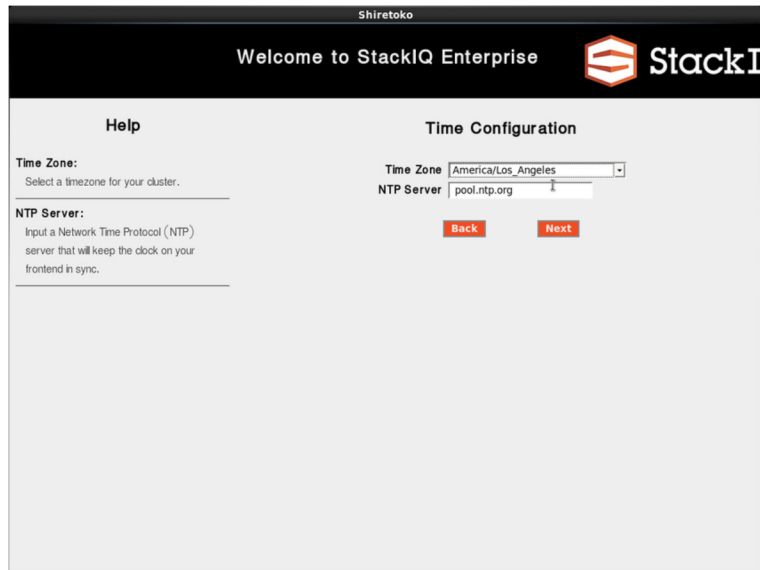 Shiretoko
Welcome to StackIQ Enterprise
StackI
Help
Time Zone:
Select a timezone for your cluster.
NTP Server:
Input a Network Time Protocol (NTP)
server that will keep the clock on your
frontend in sync.
Time Configuration
Time Zone America/Los_Angeles
NTP Server pool.ntp.org
Back Next